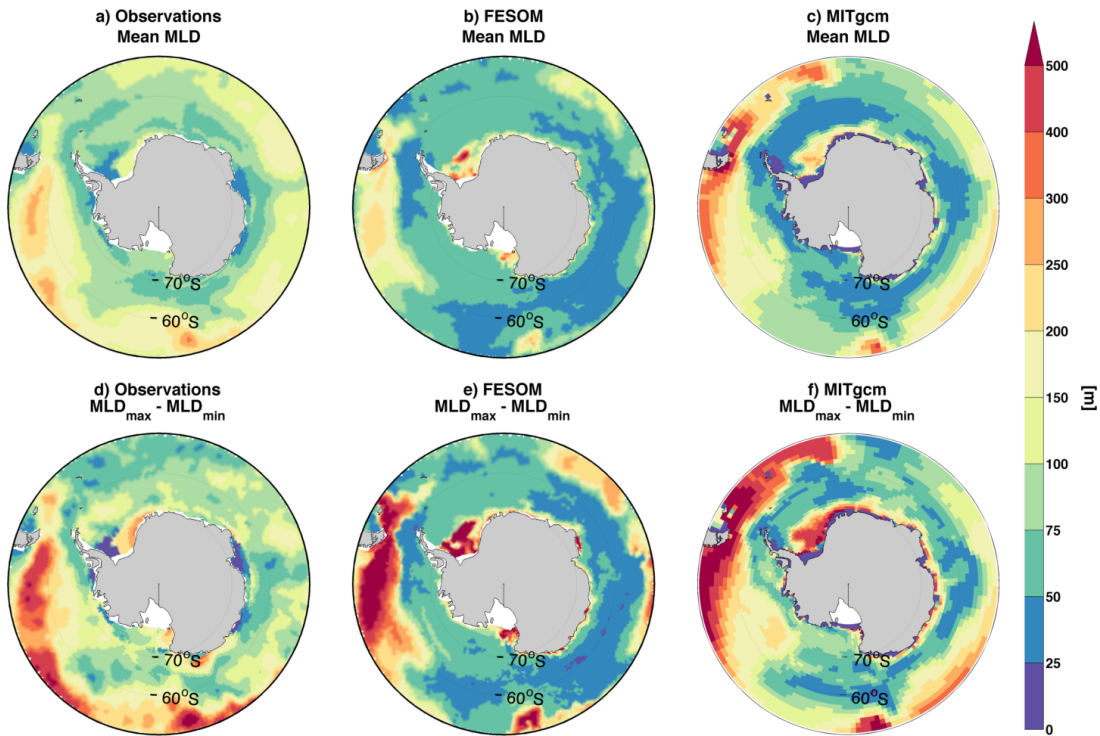 a) Observations
Mean MLD
b) FESOM
Mean MLD
c) MITgcm
Mean MLD
70°S
60°S
70°S
60°S
70°S
60°S
d) Observations
MLDmax - MLDmin
e) FESOM
MLDmax - MLDmin
f) MITgcm
MLDmax - MLDmin
70°S
60°S
70°S
60°S
70°S
60°S
500
400
300
250
200
150
100
75
50
25
0
[m]